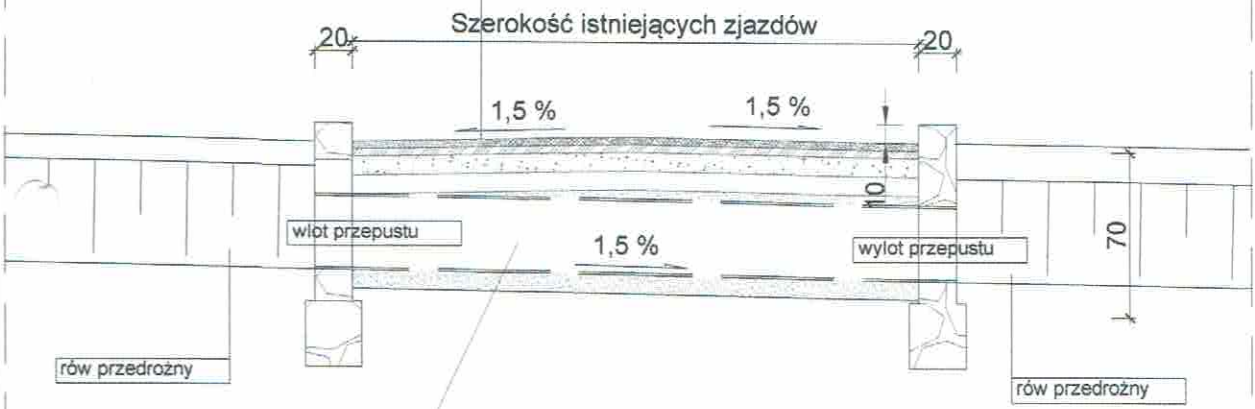 Szerokość istniejących zjazdów
20
20
1,5 %
1,5 %
10
wlot przepustu
1,5 %
wylot przepustu
70
rów przedrożny
rów przedrożny